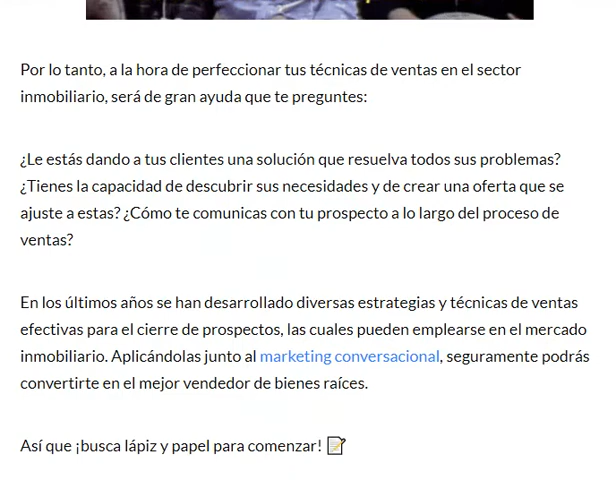 Por lo tanto, a la hora de perfeccionar tus técnicas de ventas en el sector
inmobiliario, será de gran ayuda que te preguntes:
¿Le estás dando a tus clientes una solución que resuelva todos sus problemas?
¿Tienes la capacidad de descubrir sus necesidades y de crear una oferta que se
ajuste a estas? ¿Cómo te comunicas con tu prospecto a lo largo del proceso de
ventas?
En los últimos años se han desarrollado diversas estrategias y técnicas de ventas
efectivas para el cierre de prospectos, las cuales pueden emplearse en el mercado
inmobiliario. Aplicándolas junto al marketing conversacional, seguramente podrás
convertirte en el mejor vendedor de bienes raíces.
Así que ¡busca lápiz y papel para comenzar! 📝